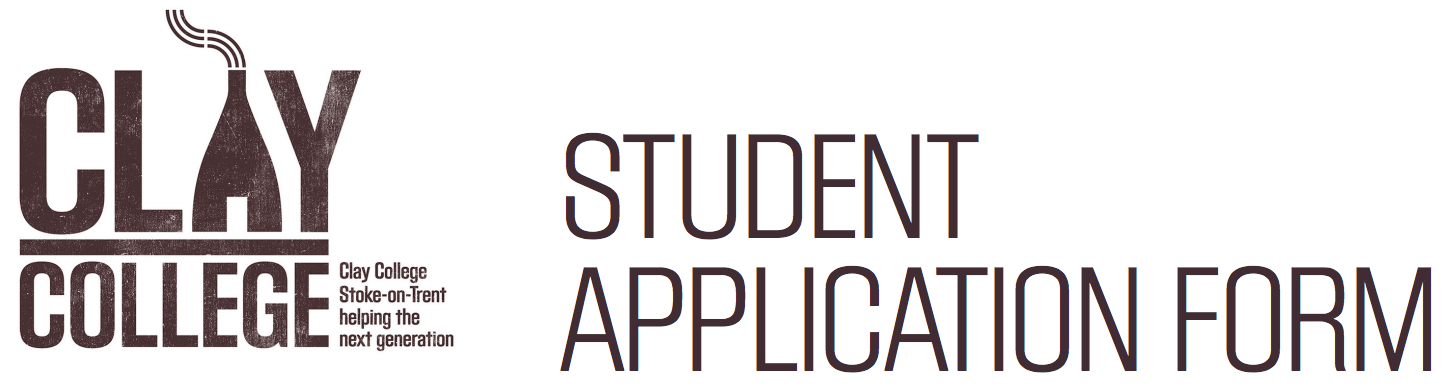 CLAY
COLLEGE
Clay College
Stoke-on-Trent
helping the
next generation
STUDENT
APPLICATION FORM